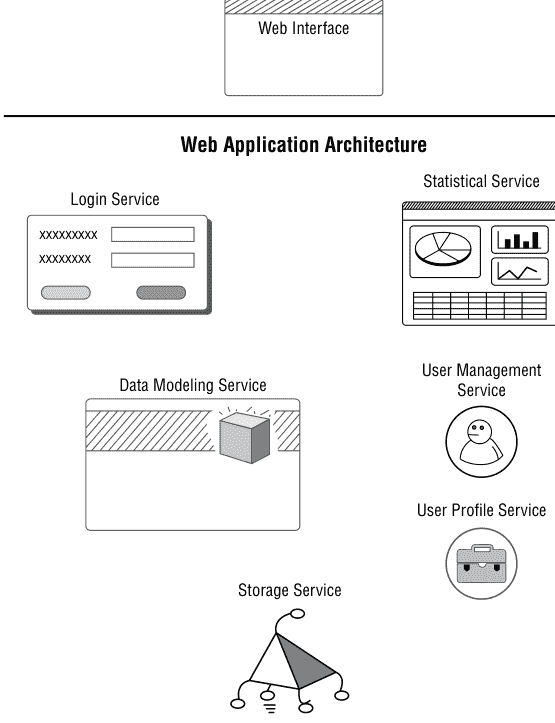 Web Interface
Web Application Architecture
Statistical Service
Login Service
XXXXXXXXX
XXXXXXXX
Data Modeling Service
User Management
Service
User Profile Service
Storage Service